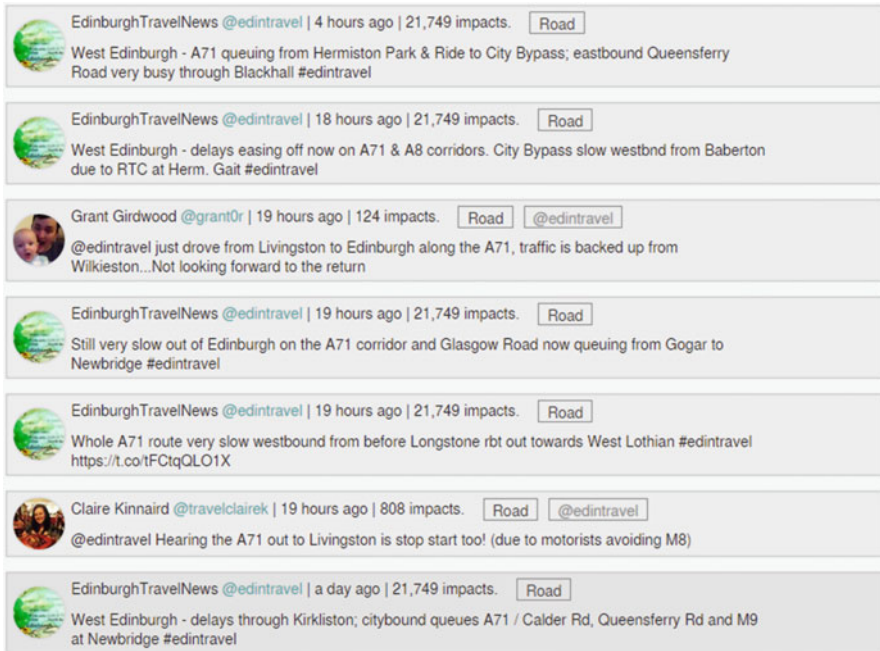 EdinburghTravelNews @edintravel | 4 hours ago | 21,749 impacts. Road
West Edinburgh - A71 queuing from Hermiston Park & Ride to City Bypass; eastbound Queensferry
Road very busy through Blackhall #edintravel
EdinburghTravelNews @edintravel | 18 hours ago | 21,749 impacts. Road
West Edinburgh - delays easing off now on A71 & A8 corridors. City Bypass slow westbnd from Baberton
due to RTC at Herm. Gait #edintravel
Grant Girdwood @grant0r | 19 hours ago | 124 impacts. Road @edintravel
@edintravel just drove from Livingston to Edinburgh along the A71, traffic is backed up from
Wilkieston...Not looking forward to the return
EdinburghTravelNews @edintravel | 19 hours ago | 21,749 impacts. Road
Still very slow out of Edinburgh on the A71 corridor and Glasgow Road now queuing from Gogar to
Newbridge #edintravel
EdinburghTravelNews @edintravel | 19 hours ago | 21,749 impacts. Road
Whole A71 route very slow westbound from before Longstone rbt out towards West Lothian #edintravel
https://t.co/tFCtqQLO1X
Claire Kinnaird @travelclairek | 19 hours ago | 808 impacts. Road @edintravel
@edintravel Hearing the A71 out to Livingston is stop start too! (due to motorists avoiding M8)
EdinburghTravelNews @edintravel | a day ago | 21,749 impacts. Road
West Edinburgh - delays through Kirkliston; citybound queues A71 / Calder Rd, Queensferry Rd and M9
at Newbridge #edintravel